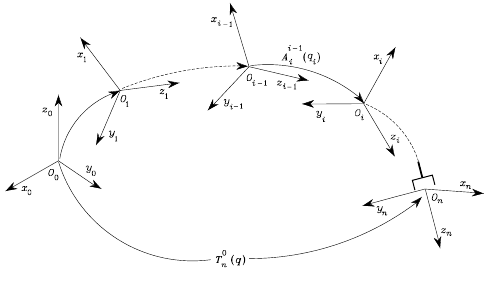 x_{i-1}
x_1
A_i^{i-1}(q_i)
x_i
O_{i-1}
z_1
z_{i-1}
O_1
y_{i-1}
z_0
y_i
O_i
y_1
z_i
y_0
O_0
x_0
x_n
O_n
y_n
z_n
T_n^0(q)